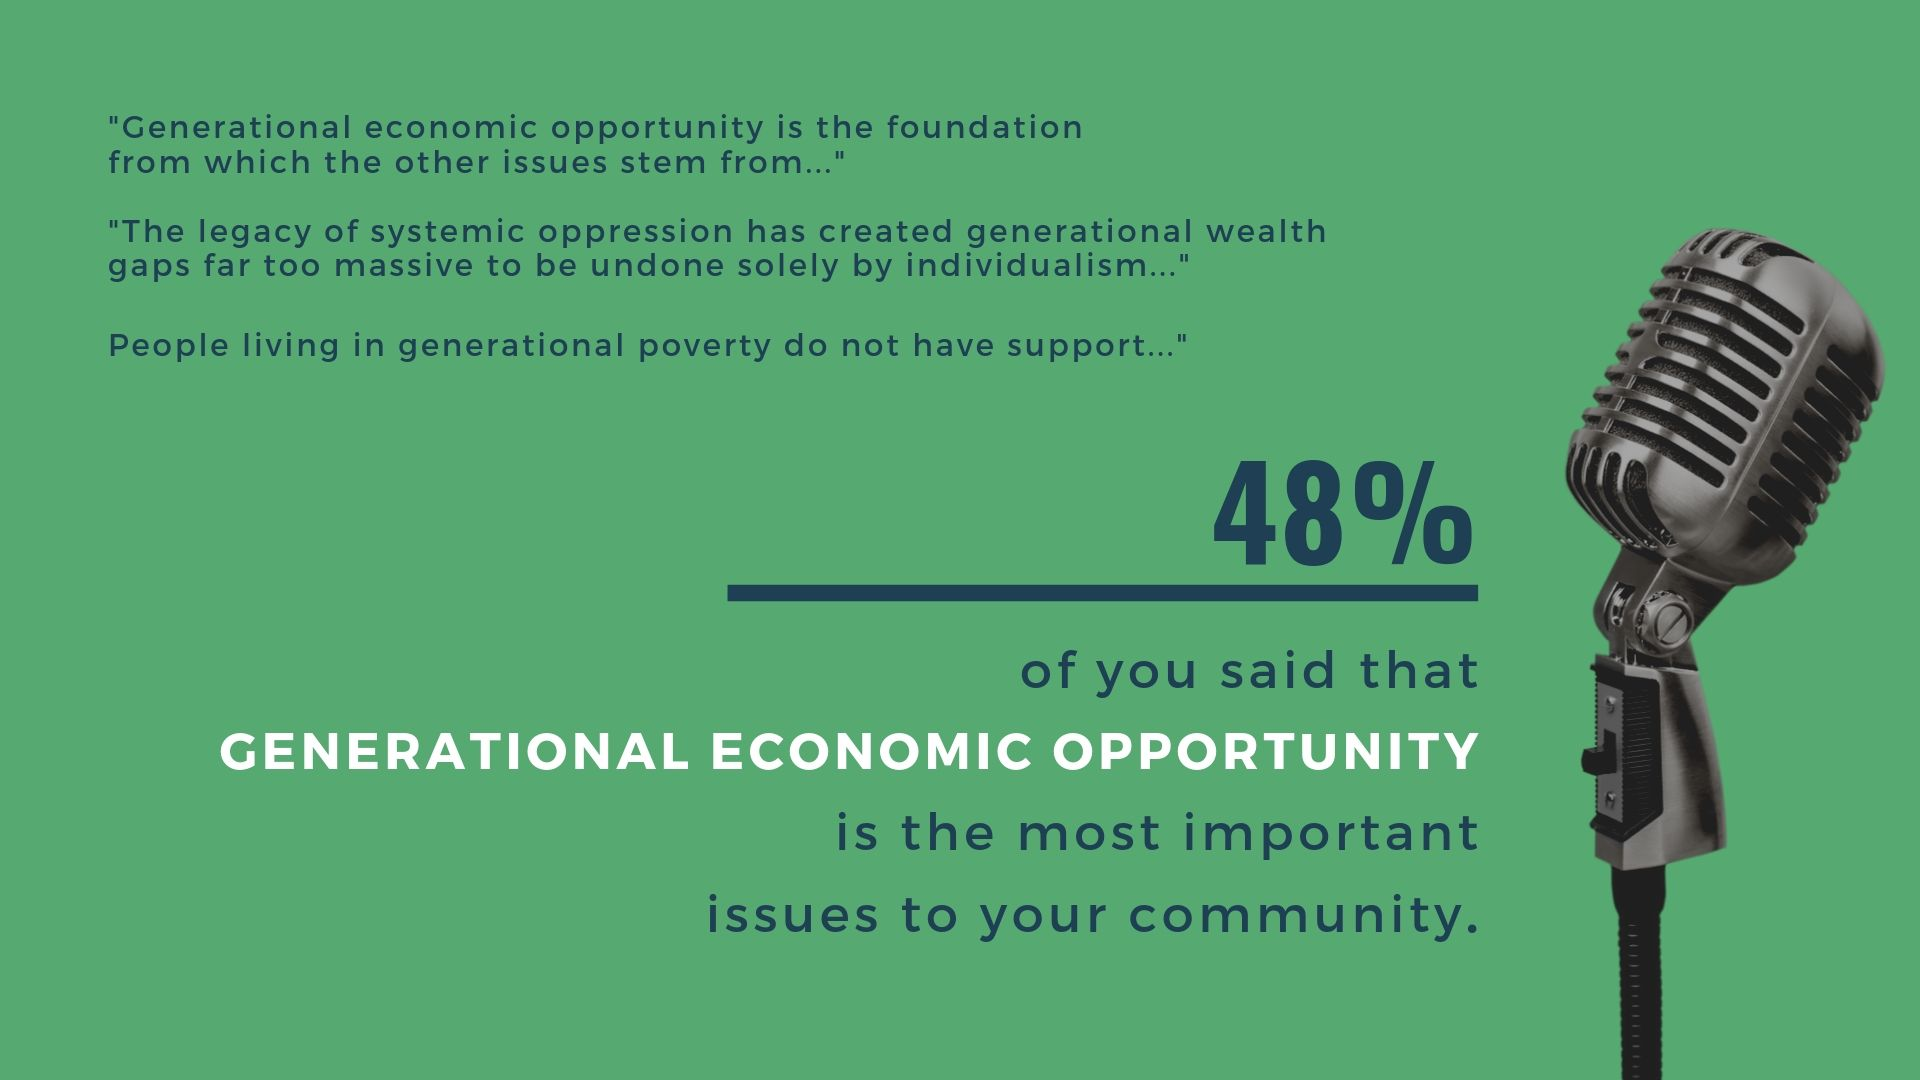 "Generational economic opportunity is the foundation
from which the other issues stem from..."
"The legacy of systemic oppression has created generational wealth
gaps far too massive to be undone solely by individualism..."
People living in generational poverty do not have support..."
48%
of you said that
GENERATIONAL ECONOMIC OPPORTUNITY
is the most important
issues to your community.